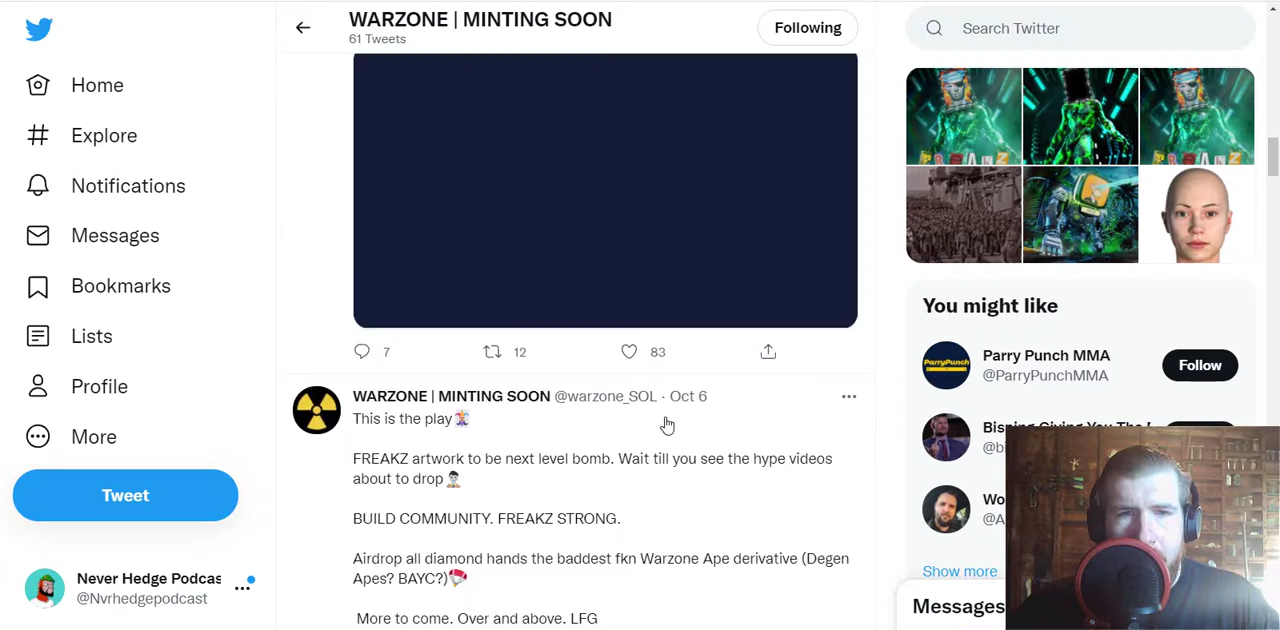 WARZONE | MINTING SOON
61 Tweets
Following
Search Twitter
Home
Explore
Notifications
Messages
Bookmarks
Lists
Profile
More
Tweet
Never Hedge Podcas
@Nvrhedgepodcast
7
12
83
WARZONE | MINTING SOON @warzone_SOL · Oct 6
This is the play
FREAKZ artwork to be next level bomb. Wait till you see the hype videos
about to drop
BUILD COMMUNITY. FREAKZ STRONG.
Airdrop all diamond hands the baddest fkn Warzone Ape derivative (Degen
Apes? BAYC?)
More to come. Over and above. LFG
You might like
ParryPunch
Parry Punch MMA
@ParryPunchMMA
Follow
Show more
Messages